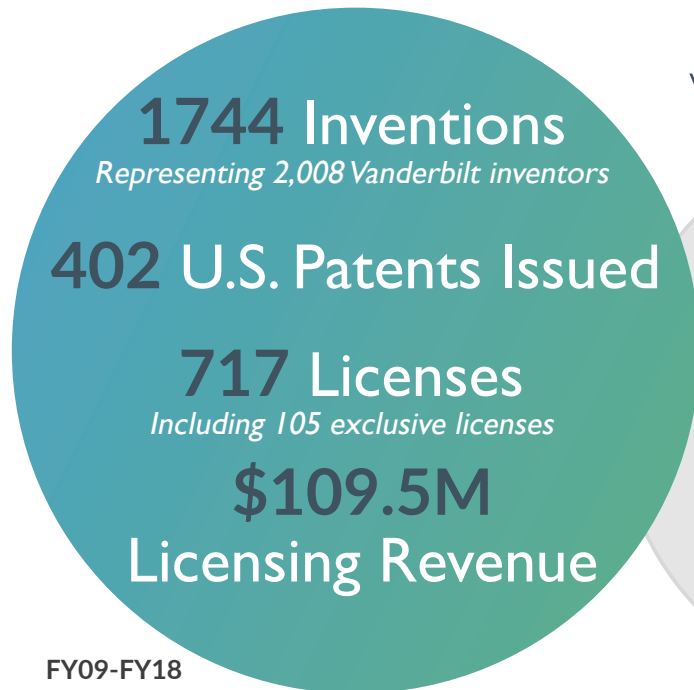 1744 Inventions
Representing 2,008 Vanderbilt inventors
402 U.S. Patents Issued
717 Licenses
Including 105 exclusive licenses
$109.5M
Licensing Revenue
FY09-FY18